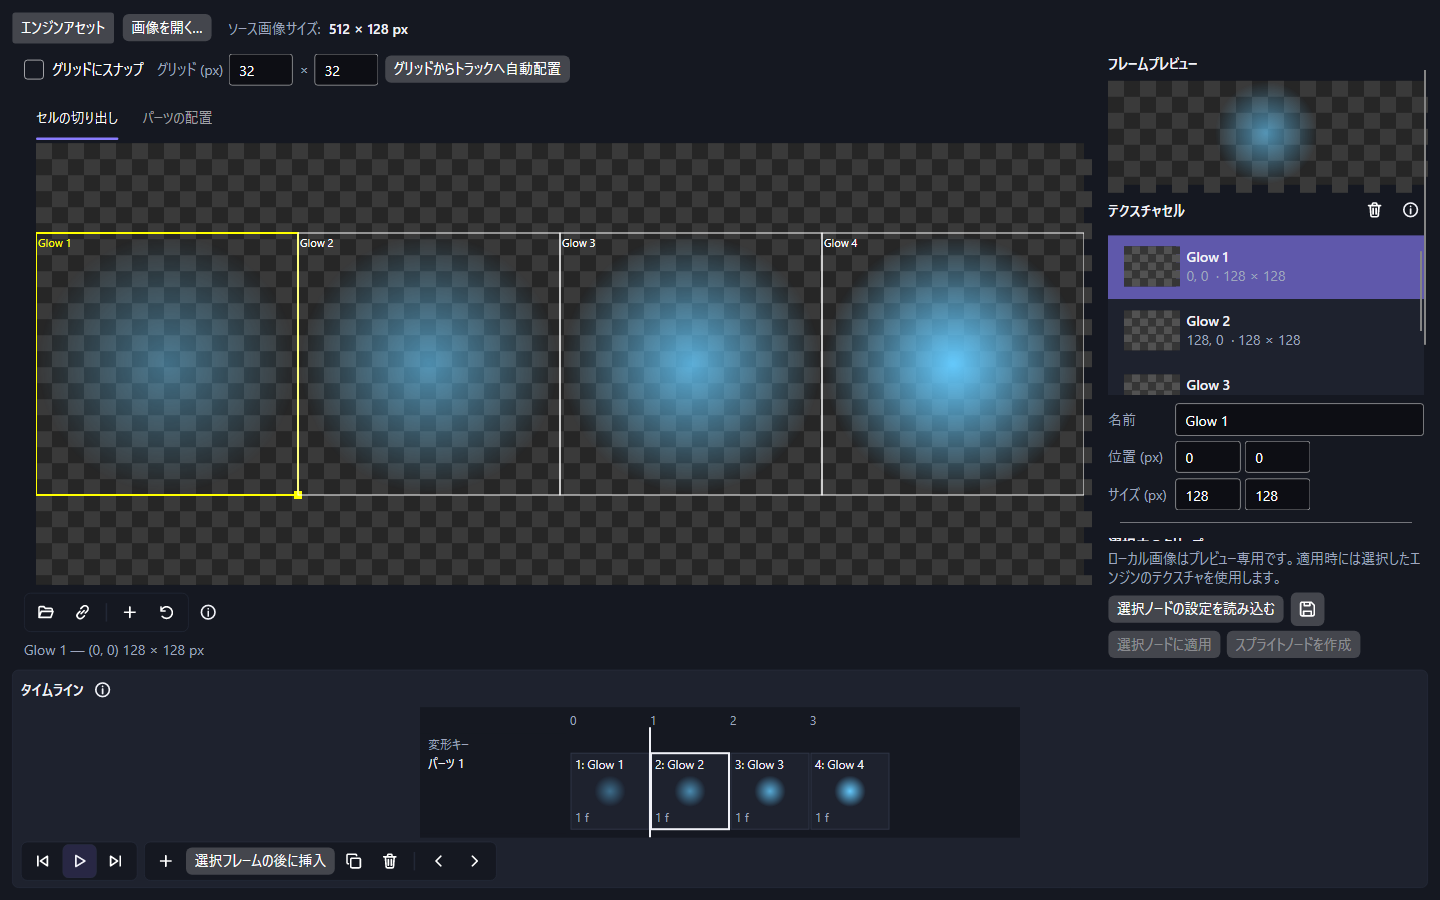 エンジンアセット
画像を開く...
ソース画像サイズ: 512 × 128 px
グリッドにスナップ
グリッド (px)
32
×
32
グリッドからトラックへ自動配置
セルの切り出し
パーツの配置
Glow 1
Glow 2
Glow 3
Glow 4
Glow 1 — (0, 0) 128 × 128 px
フレームプレビュー
テクスチャセル
Glow 1
0, 0 · 128 × 128
Glow 2
128, 0 · 128 × 128
Glow 3
名前
Glow 1
位置 (px)
0
0
サイズ (px)
128
128
ローカル画像はプレビュー専用です。適用時には選択したエ
ンジンのテクスチャを使用します。
選択ノードの設定を読み込む
選択ノードに適用
スプライトノードを作成
タイムライン
0
1
2
3
変形キー
パーツ 1
1: Glow 1
2: Glow 2
3: Glow 3
4: Glow 4
1 f
1 f
1 f
1 f
選択フレームの後に挿入